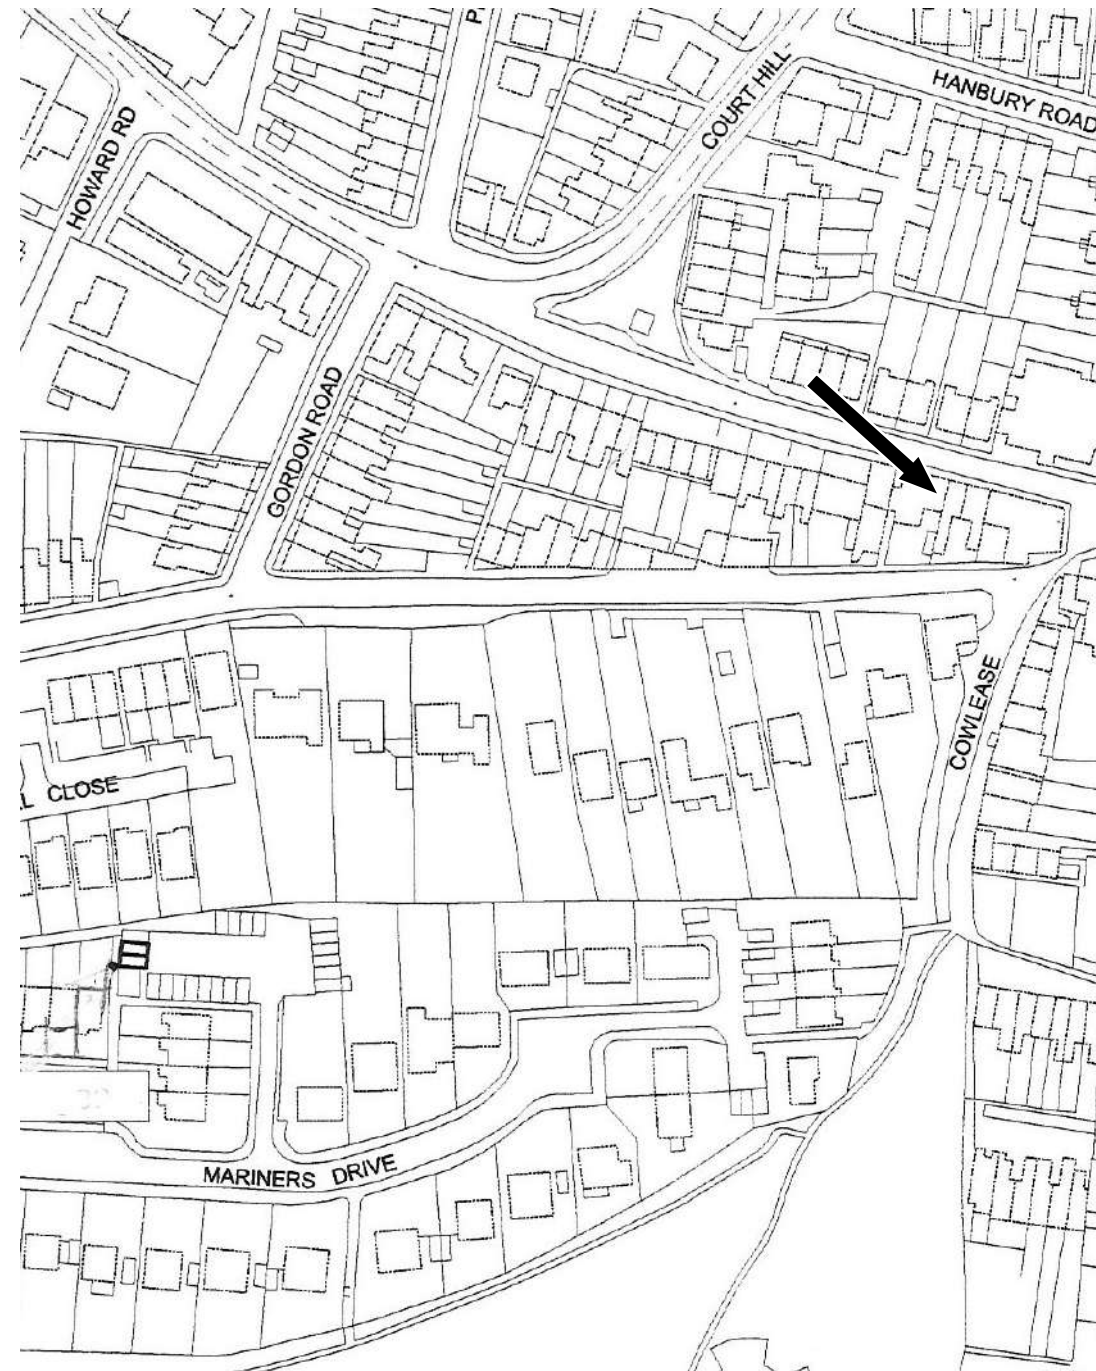 HOWARD RD
COURT HILL
HANBURY ROAD
GORDON ROAD
COWLEASE
CLOSE
MARINERS DRIVE